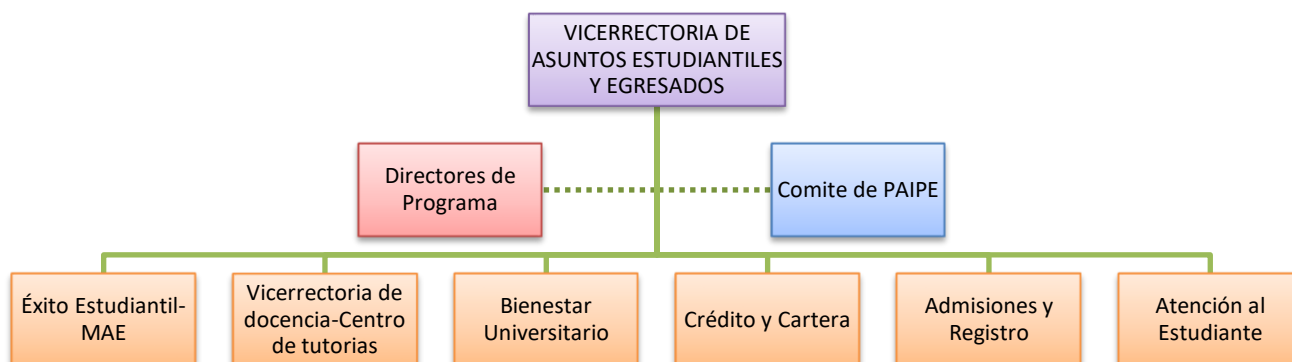 VICERRECTORIA DE
ASUNTOS ESTUDIANTILES
Y EGRESADOS
Directores de
Programa
Comite de PAIPE
Éxito Estudiantil-
MAE
Vicerrectoria de
docencia-Centro
de tutorias
Bienestar
Universitario
Crédito y Cartera
Admisiones y
Registro
Atención al
Estudiante